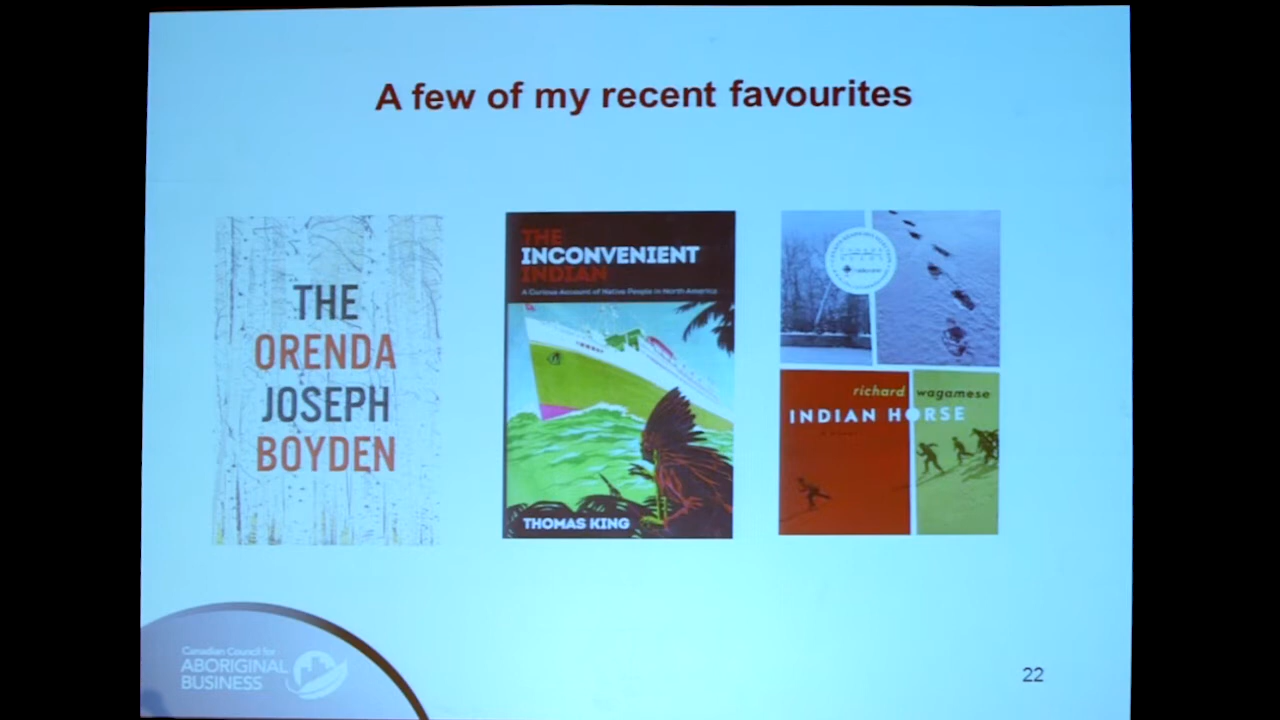 A few of my recent favourites
THE
ORENDA
JOSEPH
BOYDEN
THE
INCONVENIENT
INDIAN
A Curious Account of Native People in North America
THOMAS KING
richard wagamese
INDIAN HORSE
a novel
Canadian Council for
ABORIGINAL
BUSINESS
22